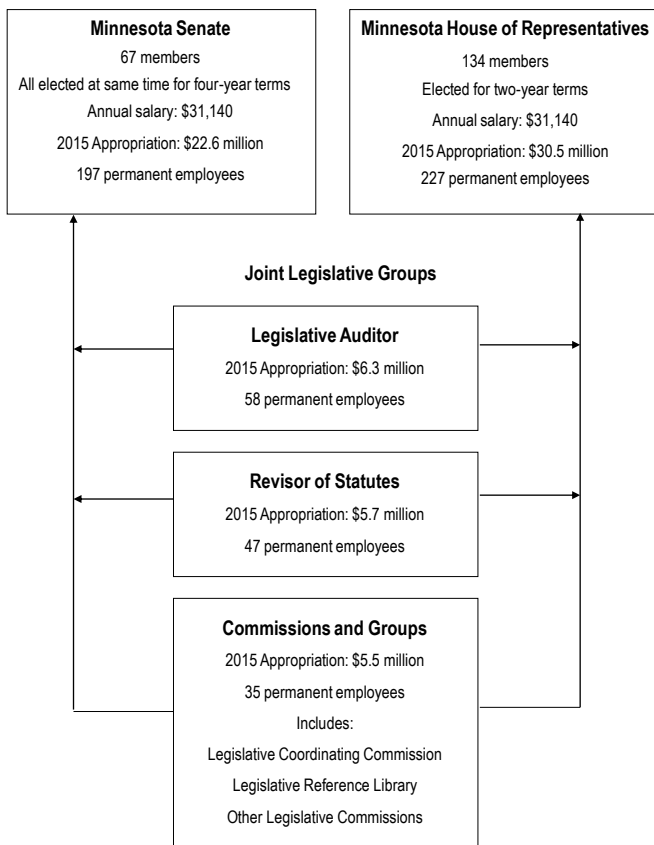 Minnesota Senate
67 members
All elected at same time for four-year terms
Annual salary: $31,140
2015 Appropriation: $22.6 million
197 permanent employees
Minnesota House of Representatives
134 members
Elected for two-year terms
Annual salary: $31,140
2015 Appropriation: $30.5 million
227 permanent employees
Joint Legislative Groups
Legislative Auditor
2015 Appropriation: $6.3 million
58 permanent employees
Revisor of Statutes
2015 Appropriation: $5.7 million
47 permanent employees
Commissions and Groups
2015 Appropriation: $5.5 million
35 permanent employees
Includes:
Legislative Coordinating Commission
Legislative Reference Library
Other Legislative Commissions